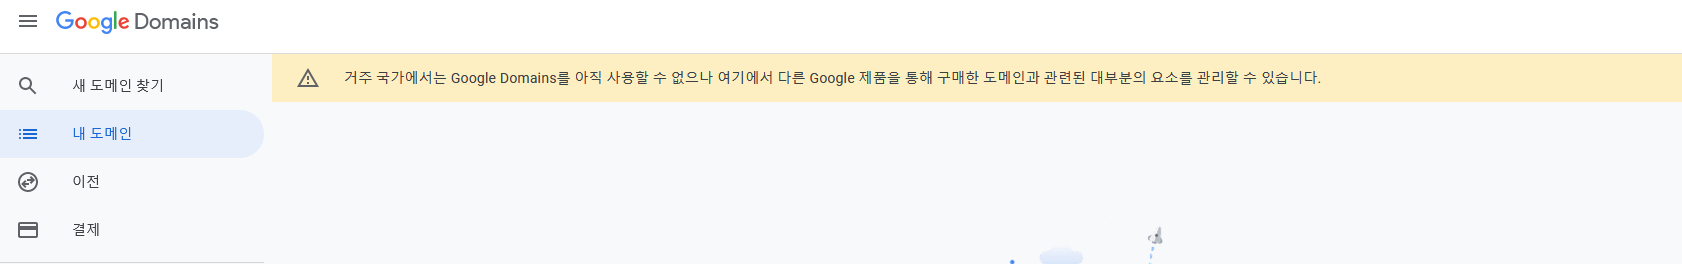 Google Domains
새 도메인 찾기
거주 국가에서는 Google Domains를 아직 사용할 수 없으나 여기에서 다른 Google 제품을 통해 구매한 도메인과 관련된 대부분의 요소를 관리할 수 있습니다.
내 도메인
이전
결제